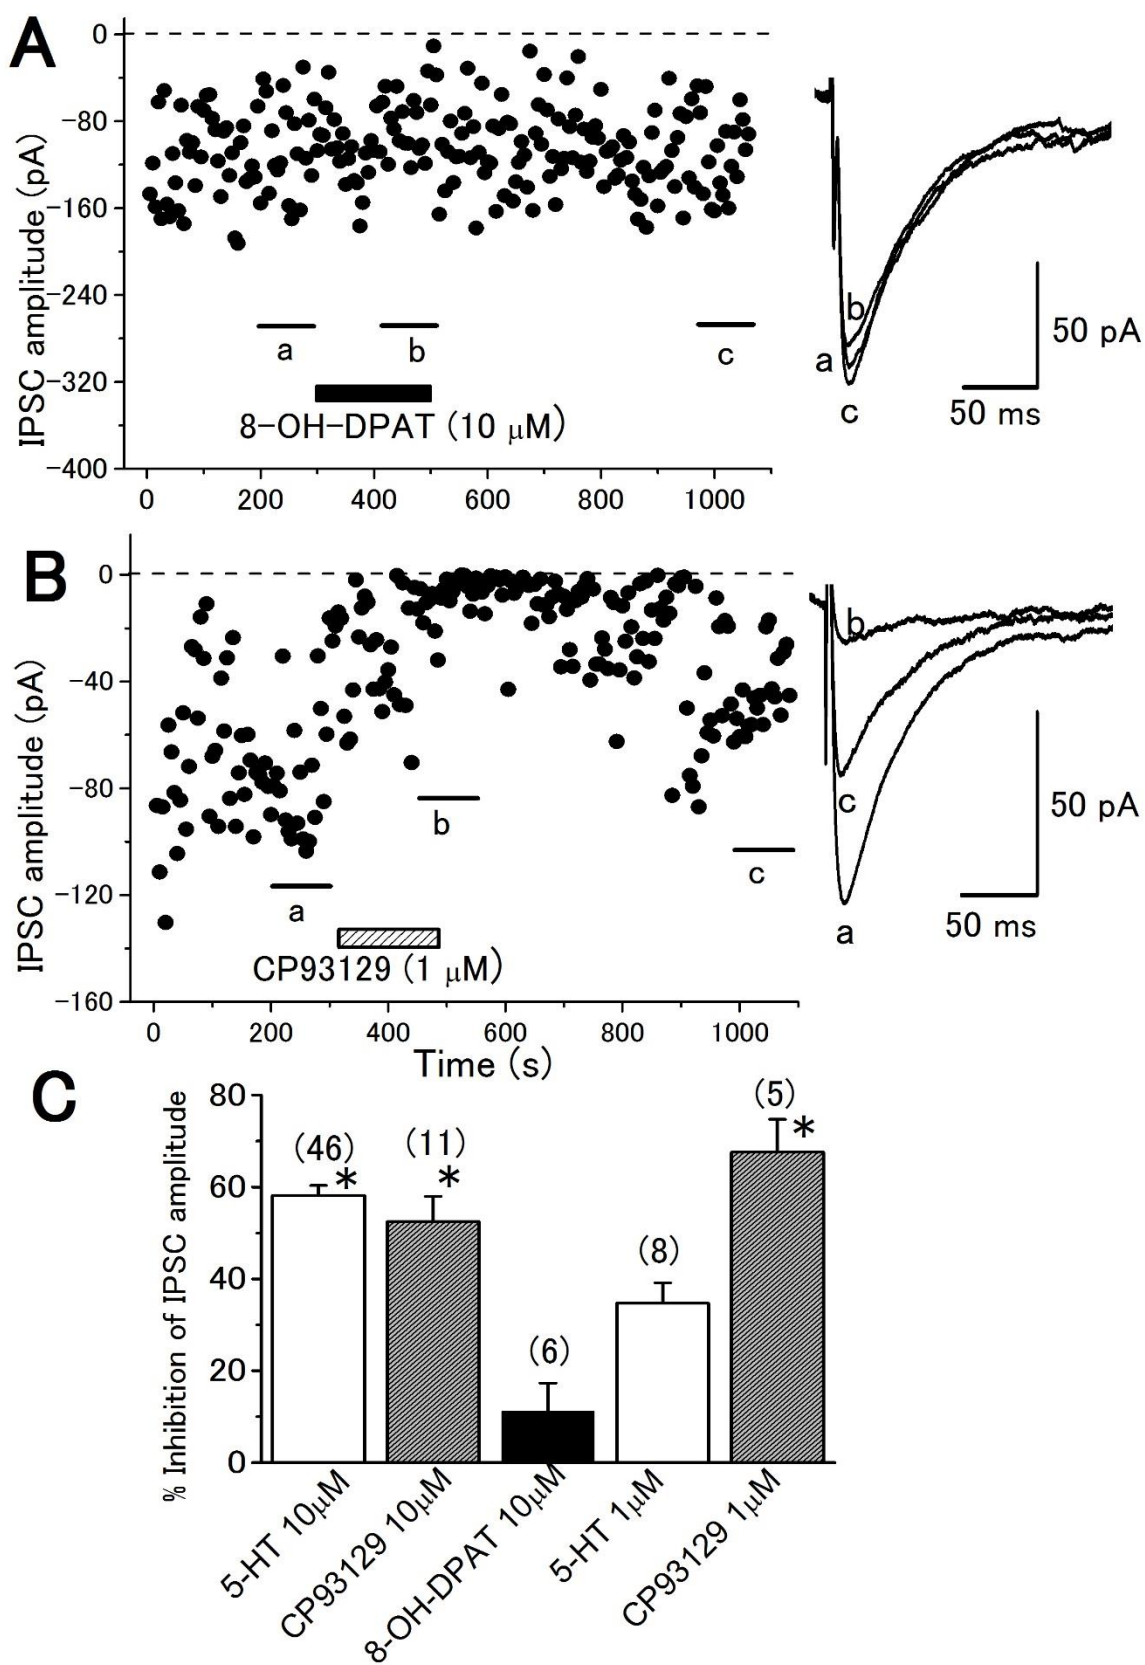 A
IPSC amplitude (pA)
0
−80
−160
−240
−320
−400
a
b
c
8−OH−DPAT (10 μM)
0 200 400 600 800 1000
b
a
c
50 pA
50 ms
B
IPSC amplitude (pA)
0
−40
−80
−120
−160
a
b
c
CP93129 (1 μM)
0 200 400 600 800 1000
Time (s)
b
c
a
50 pA
50 ms
C
% Inhibition of IPSC amplitude
80
60
40
20
0
(46)
*
(11)
*
(6)
(8)
(5)
*
5-HT 10μM
CP93129 10μM
8-OH-DPAT 10μM
5-HT 1μM
CP93129 1μM